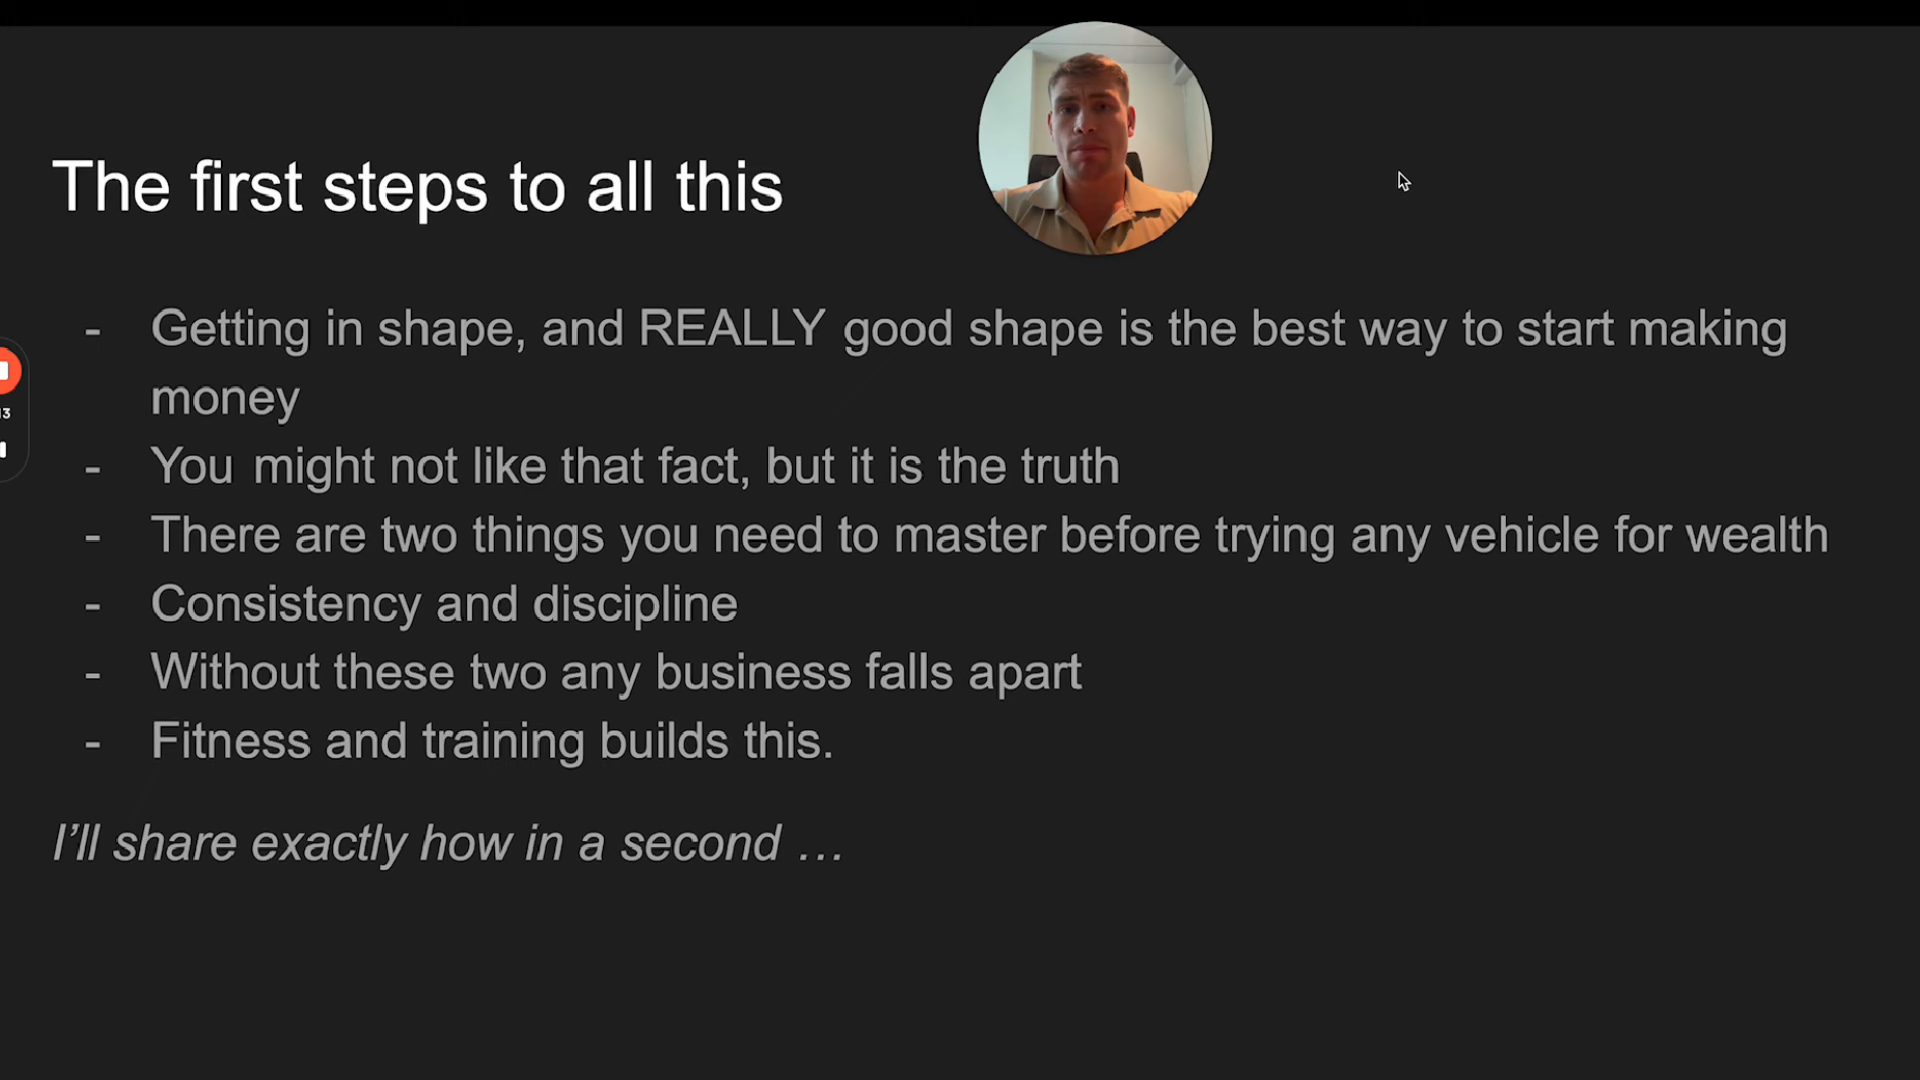 The first steps to all this
- Getting in shape, and REALLY good shape is the best way to start making
money
- You might not like that fact, but it is the truth
- There are two things you need to master before trying any vehicle for wealth
- Consistency and discipline
- Without these two any business falls apart
- Fitness and training builds this.
I'll share exactly how in a second …